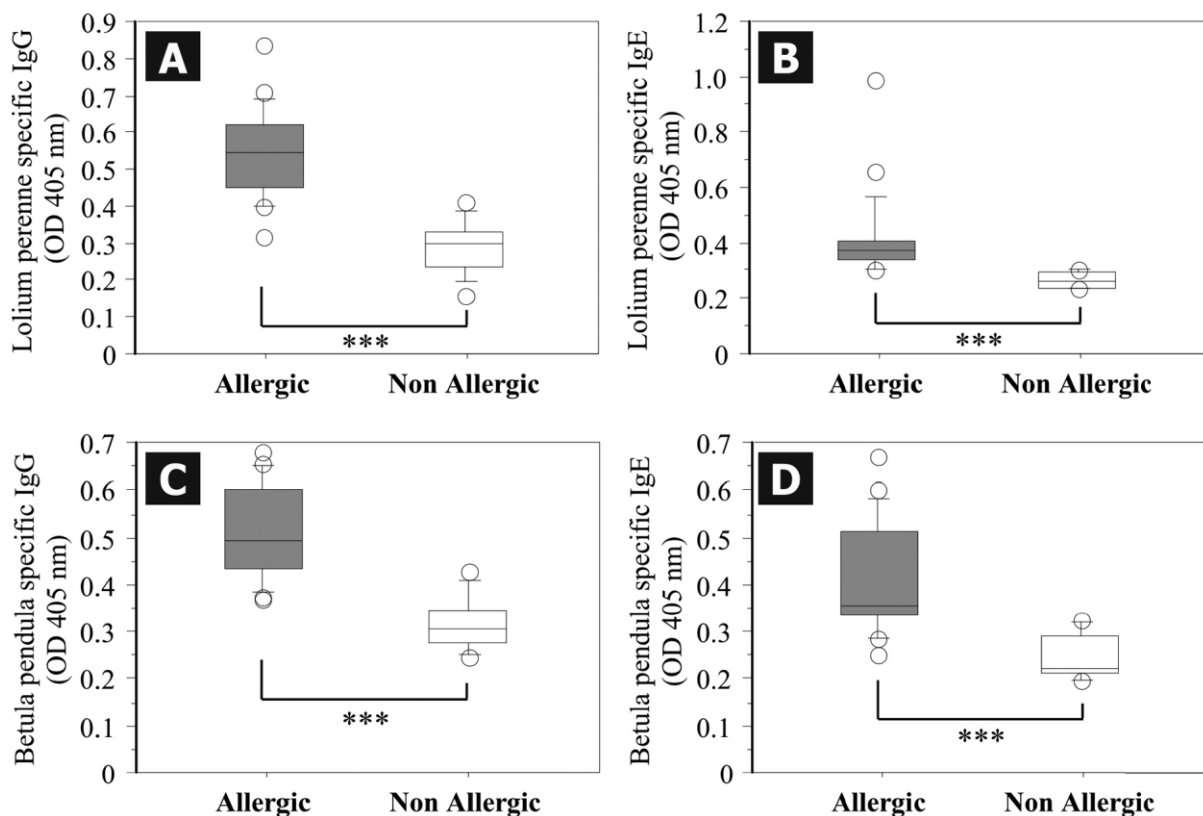 A
Lolium perenne specific IgG
(OD 405 nm)
0.9
0.8
0.7
0.6
0.5
0.4
0.3
0.2
0.1
0
***
Allergic
Non Allergic
B
Lolium perenne specific IgE
(OD 405 nm)
1.2
1.0
0.8
0.6
0.4
0.2
0
***
Allergic
Non Allergic
C
Betula pendula specific IgG
(OD 405 nm)
0.7
0.6
0.5
0.4
0.3
0.2
0.1
0
***
Allergic
Non Allergic
D
Betula pendula specific IgE
(OD 405 nm)
0.7
0.6
0.5
0.4
0.3
0.2
0.1
0
***
Allergic
Non Allergic